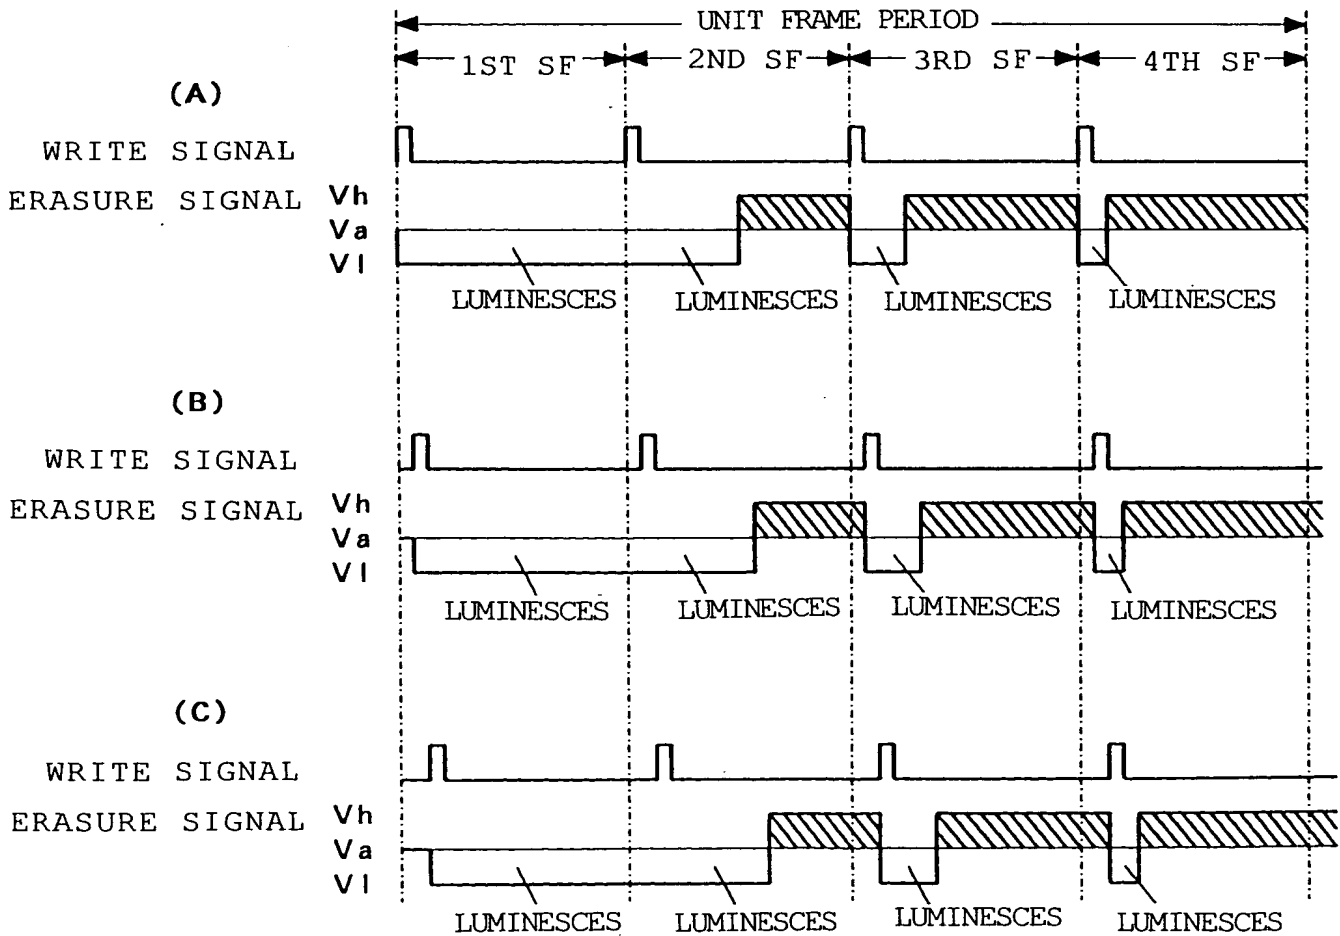 UNIT FRAME PERIOD
1ST SF 2ND SF 3RD SF 4TH SF
(A)
WRITE SIGNAL
ERASURE SIGNAL Vh
Va
Vl
LUMINESCES LUMINESCES LUMINESCES LUMINESCES
(B)
WRITE SIGNAL
ERASURE SIGNAL Vh
Va
Vl
LUMINESCES LUMINESCES LUMINESCES LUMINESCES
(C)
WRITE SIGNAL
ERASURE SIGNAL Vh
Va
Vl
LUMINESCES LUMINESCES LUMINESCES LUMINESCES